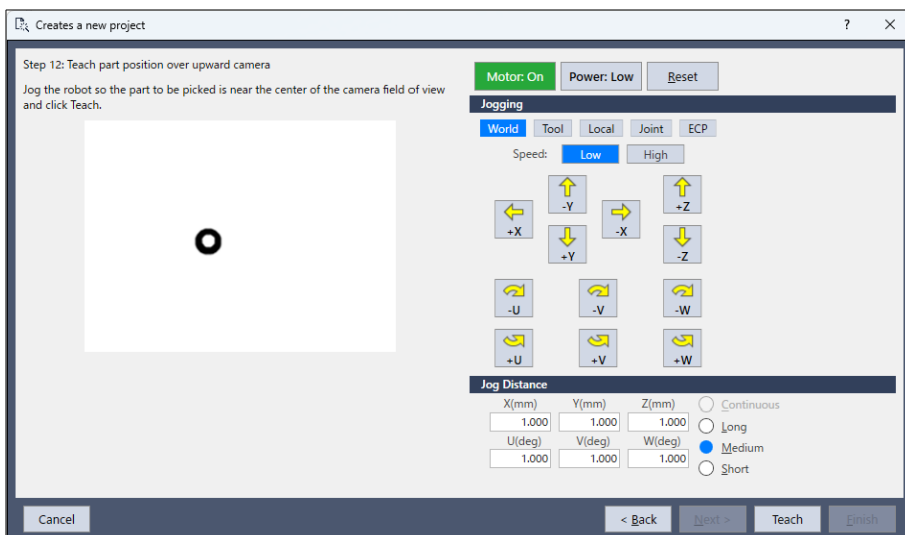 Creates a new project
?
Step 12: Teach part position over upward camera
Jog the robot so the part to be picked is near the center of the camera field of view
and click Teach.
Motor: On Power: Low Reset
Jogging
World Tool Local Joint ECP
Speed: Low High
-Y +Z
+X -X
+Y -Z
-U -V -W
+U +V +W
Jog Distance
X(mm) Y(mm) Z(mm) Continuous
1.000 1.000 1.000 Long
U(deg) V(deg) W(deg) Medium
1.000 1.000 1.000 Short
Cancel < Back Next > Teach Finish